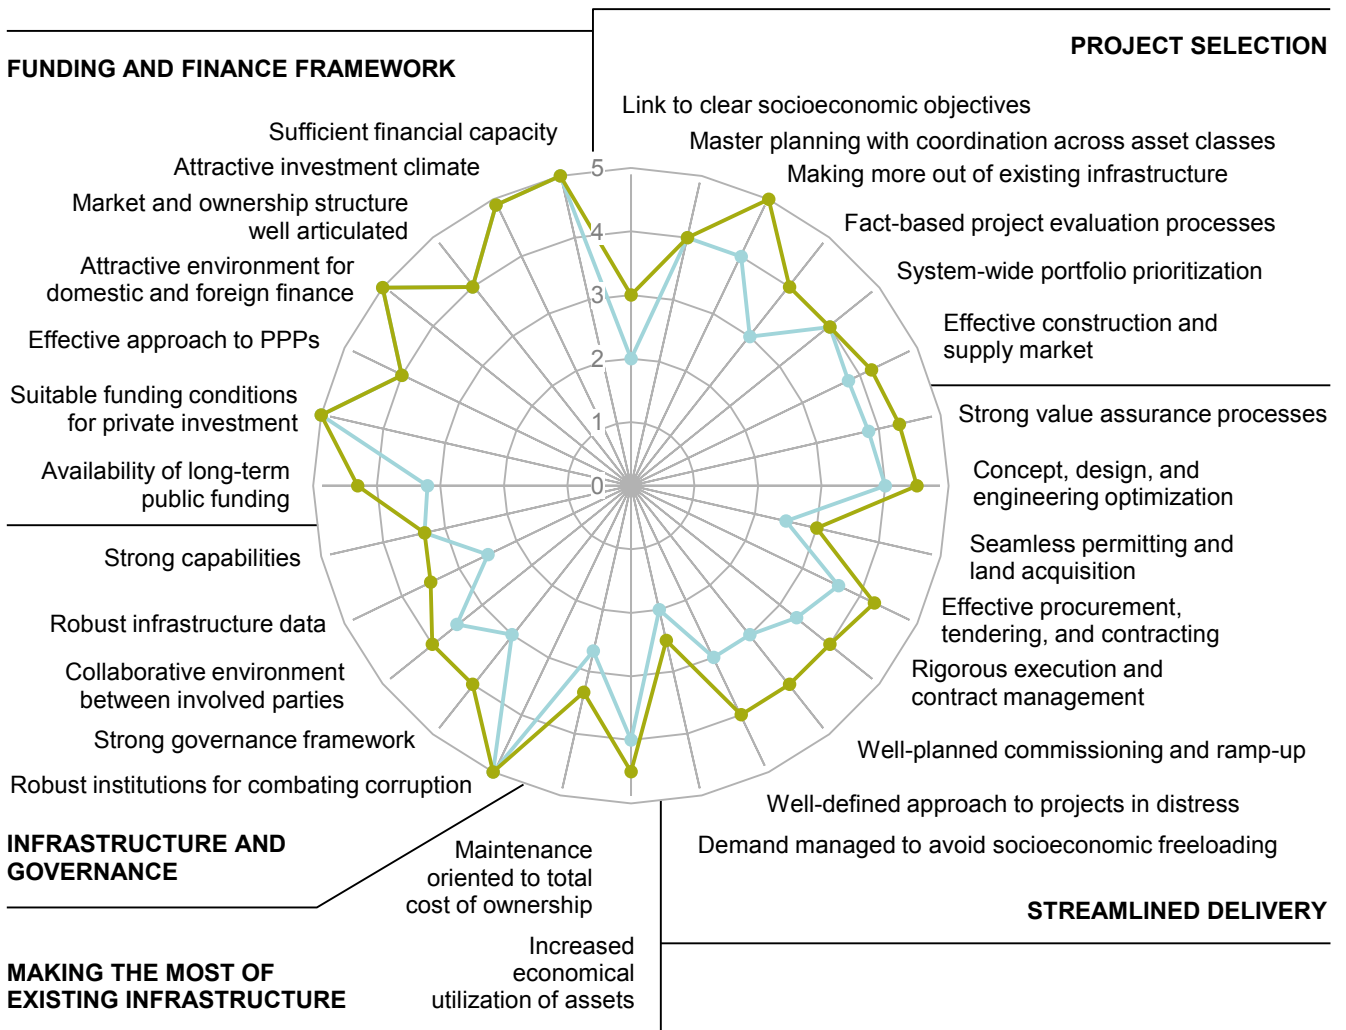 FUNDING AND FINANCE FRAMEWORK
PROJECT SELECTION
Link to clear socioeconomic objectives
Master planning with coordination across asset classes
Making more out of existing infrastructure
Fact-based project evaluation processes
System-wide portfolio prioritization
Effective construction and
supply market
Strong value assurance processes
Concept, design, and
engineering optimization
Seamless permitting and
land acquisition
Effective procurement,
tendering, and contracting
Rigorous execution and
contract management
Well-planned commissioning and ramp-up
Well-defined approach to projects in distress
Demand managed to avoid socioeconomic freeloading
STREAMLINED DELIVERY
Sufficient financial capacity
Attractive investment climate
Market and ownership structure
well articulated
Attractive environment for
domestic and foreign finance
Effective approach to PPPs
Suitable funding conditions
for private investment
Availability of long-term
public funding
Strong capabilities
Robust infrastructure data
Collaborative environment
between involved parties
Strong governance framework
Robust institutions for combating corruption
INFRASTRUCTURE AND
GOVERNANCE
Maintenance
oriented to total
cost of ownership
Increased
economical
utilization of assets
MAKING THE MOST OF
EXISTING INFRASTRUCTURE
5
4
3
2
1
0